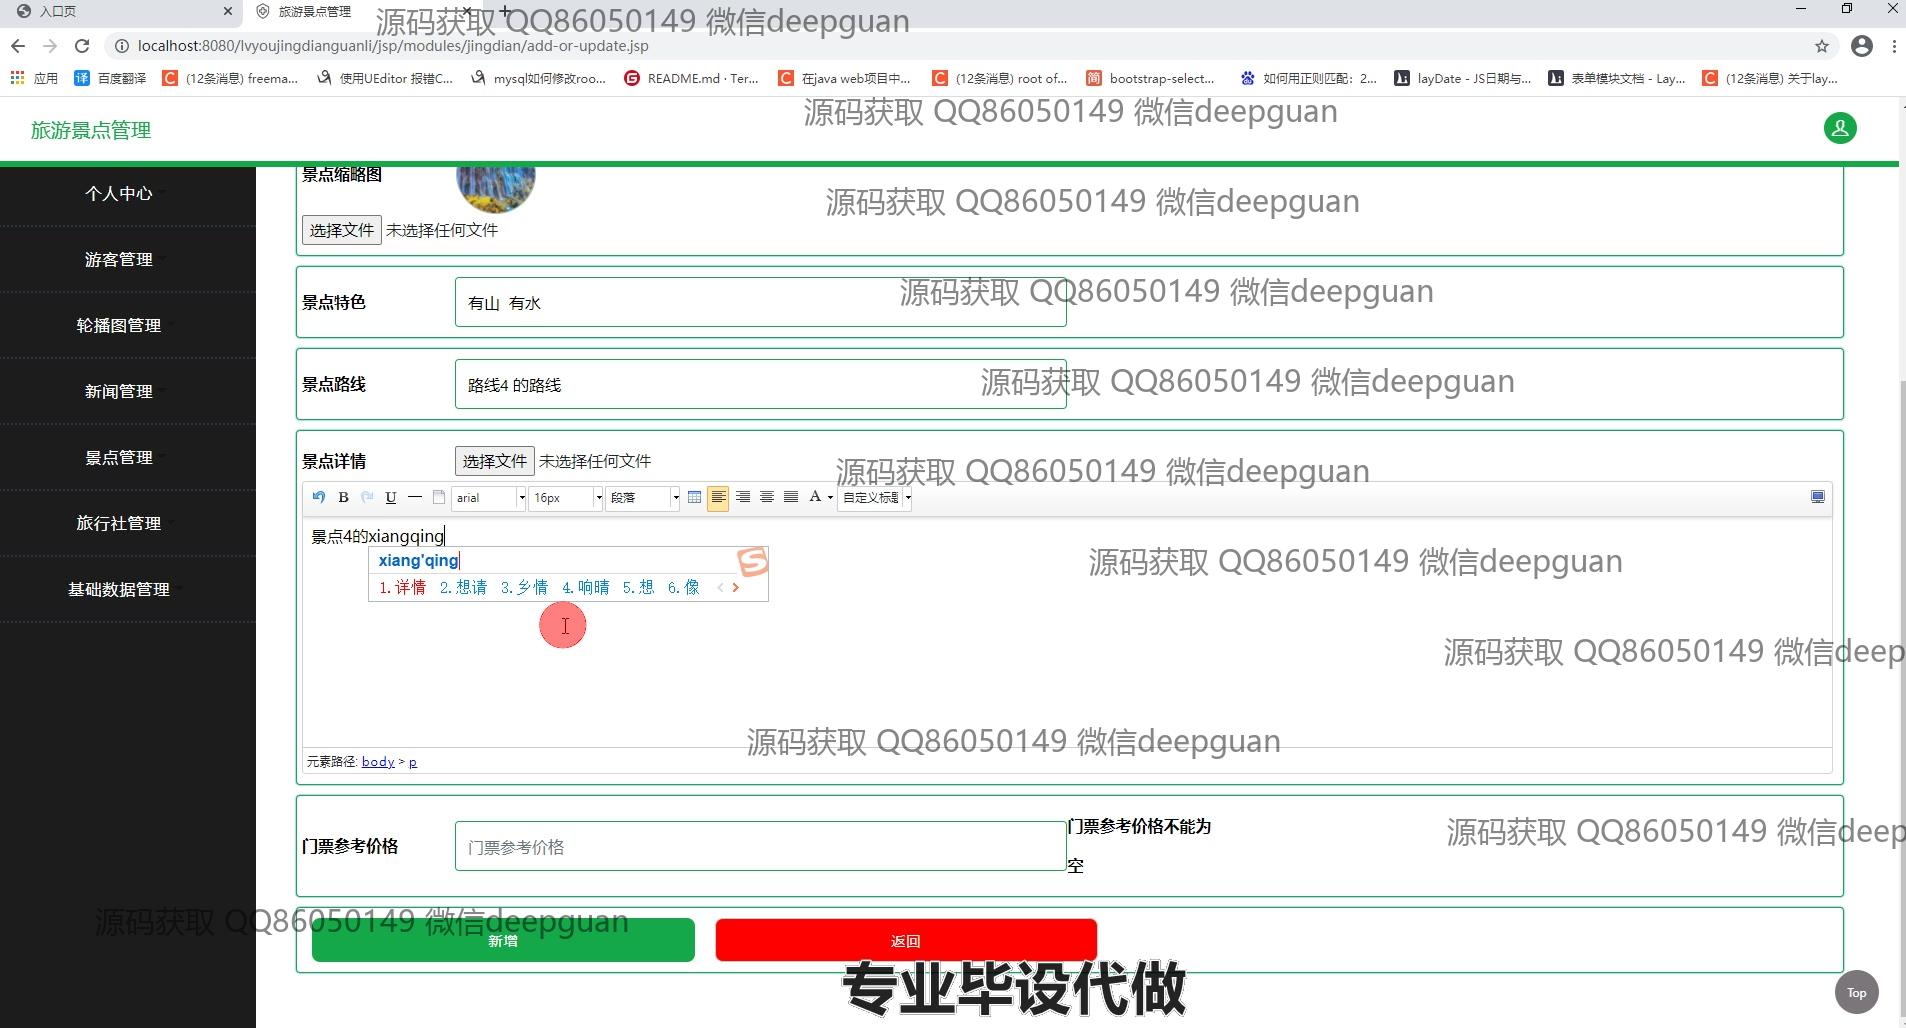 入口页
旅游景点管理
源码获取 QQ86050149 微信deepguan
localhost:8080/lvyoujingdianguanli/jsp/modules/jingdian/add-or-update.jsp
应用
百度翻译
(12条消息) freema...
使用UEditor 报错C...
mysql如何修改roo...
README.md · Ter...
在java web项目中...
(12条消息) root of...
bootstrap-select...
如何用正则匹配：2...
layDate - JS日期与...
表单模块文档 - Lay...
(12条消息) 关于lay...
源码获取 QQ86050149 微信deepguan
旅游景点管理
个人中心
景点缩略图
源码获取 QQ86050149 微信deepguan
选择文件 未选择任何文件
游客管理
源码获取 QQ86050149 微信deepguan
景点特色
有山 有水
轮播图管理
景点路线
路线4 的路线
源码获取 QQ86050149 微信deepguan
新闻管理
景点管理
景点详情
选择文件 未选择任何文件
源码获取 QQ86050149 微信deepguan
B U arial 16px 段落 A 自定义标题
旅行社管理
景点4的xiangqing
xiang'qing
源码获取 QQ86050149 微信deepguan
1.详情 2.想请 3.乡情 4.响晴 5.想 6.像
基础数据管理
源码获取 QQ86050149 微信deep
源码获取 QQ86050149 微信deepguan
元素路径: body > p
门票参考价格
门票参考价格
门票参考价格不能为
空
源码获取 QQ86050149 微信deep
源码获取 QQ86050149 微信deepguan
新增
返回
专业毕设代做
Top